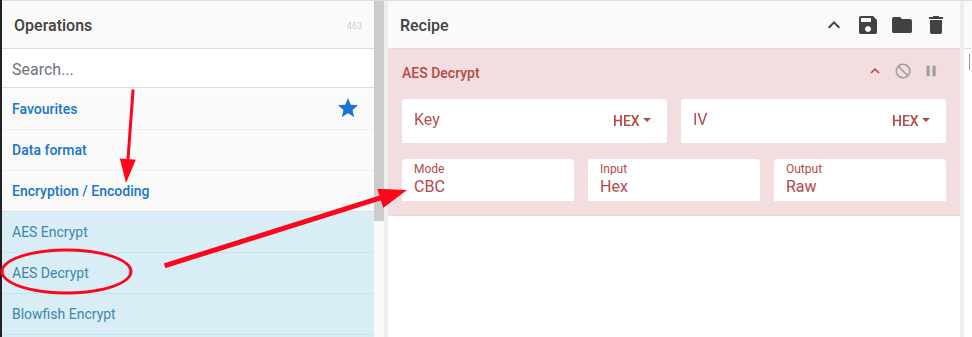 Operations 463
Search...
Favourites
Data format
Encryption / Encoding
AES Encrypt
AES Decrypt
Blowfish Encrypt
Recipe
AES Decrypt
Key HEX IV HEX
Mode Input Output
CBC Hex Raw